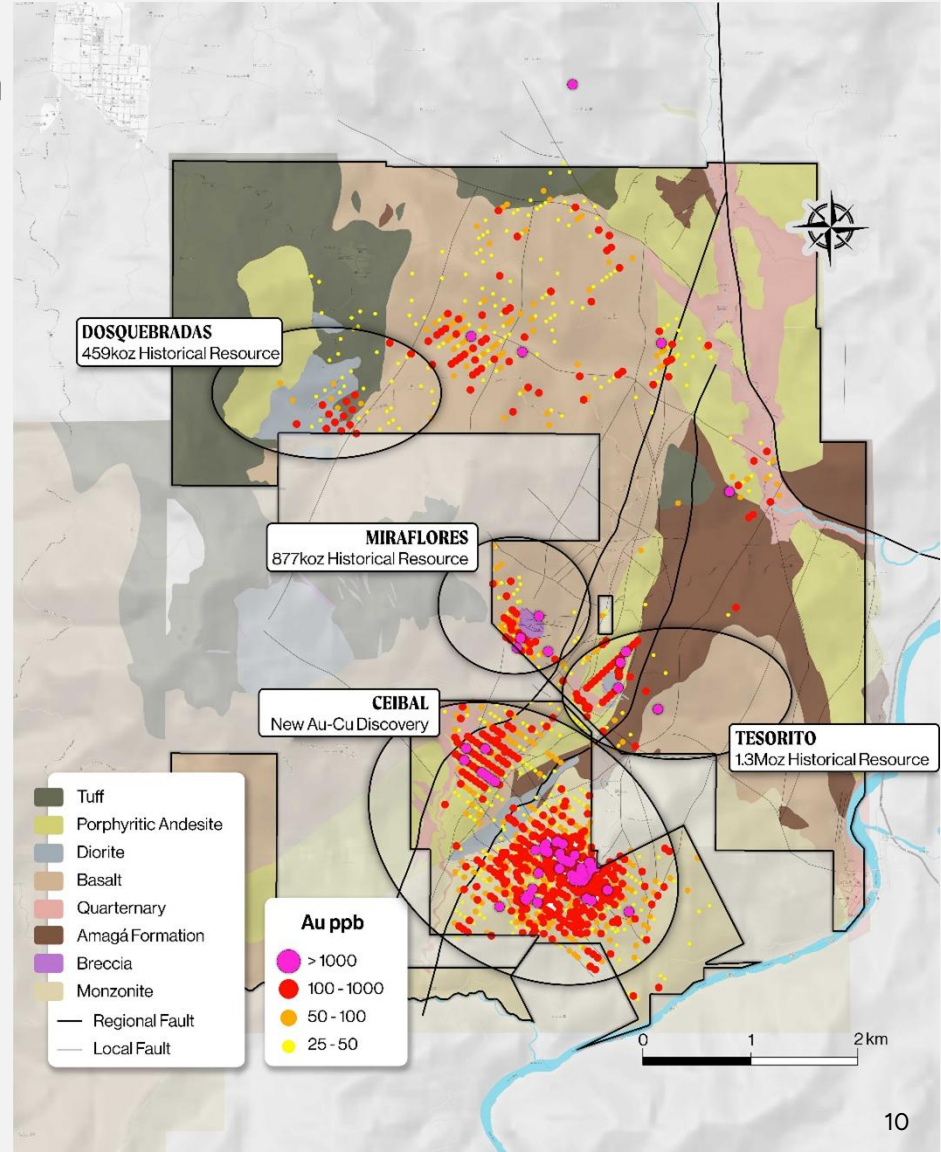 DOSQUEBRADAS
459koz Historical Resource
MIRAFLORES
877koz Historical Resource
CEIBAL
New Au-Cu Discovery
TESORITO
1.3Moz Historical Resource
Tuff
Porphyritic Andesite
Diorite
Basalt
Quarternary
Amagá Formation
Breccia
Monzonite
Regional Fault
Local Fault
Au ppb
>1000
100-1000
50-100
25-50
0 1 2 km
10